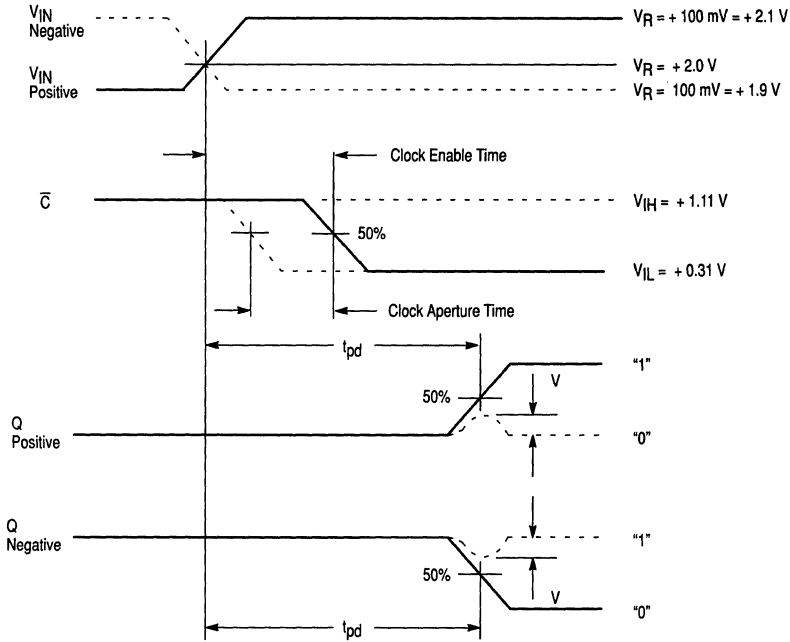 VIN
Negative
VR = + 100 mV = + 2.1 V
VR = + 2.0 V
VIN
Positive
VR = 100 mV = + 1.9 V
Clock Enable Time
C̅
VIH = + 1.11 V
50%
VIL = + 0.31 V
Clock Aperture Time
tpd
"1"
V
50%
Q
Positive
"0"
Q
Negative
"1"
50%
V
"0"
tpd